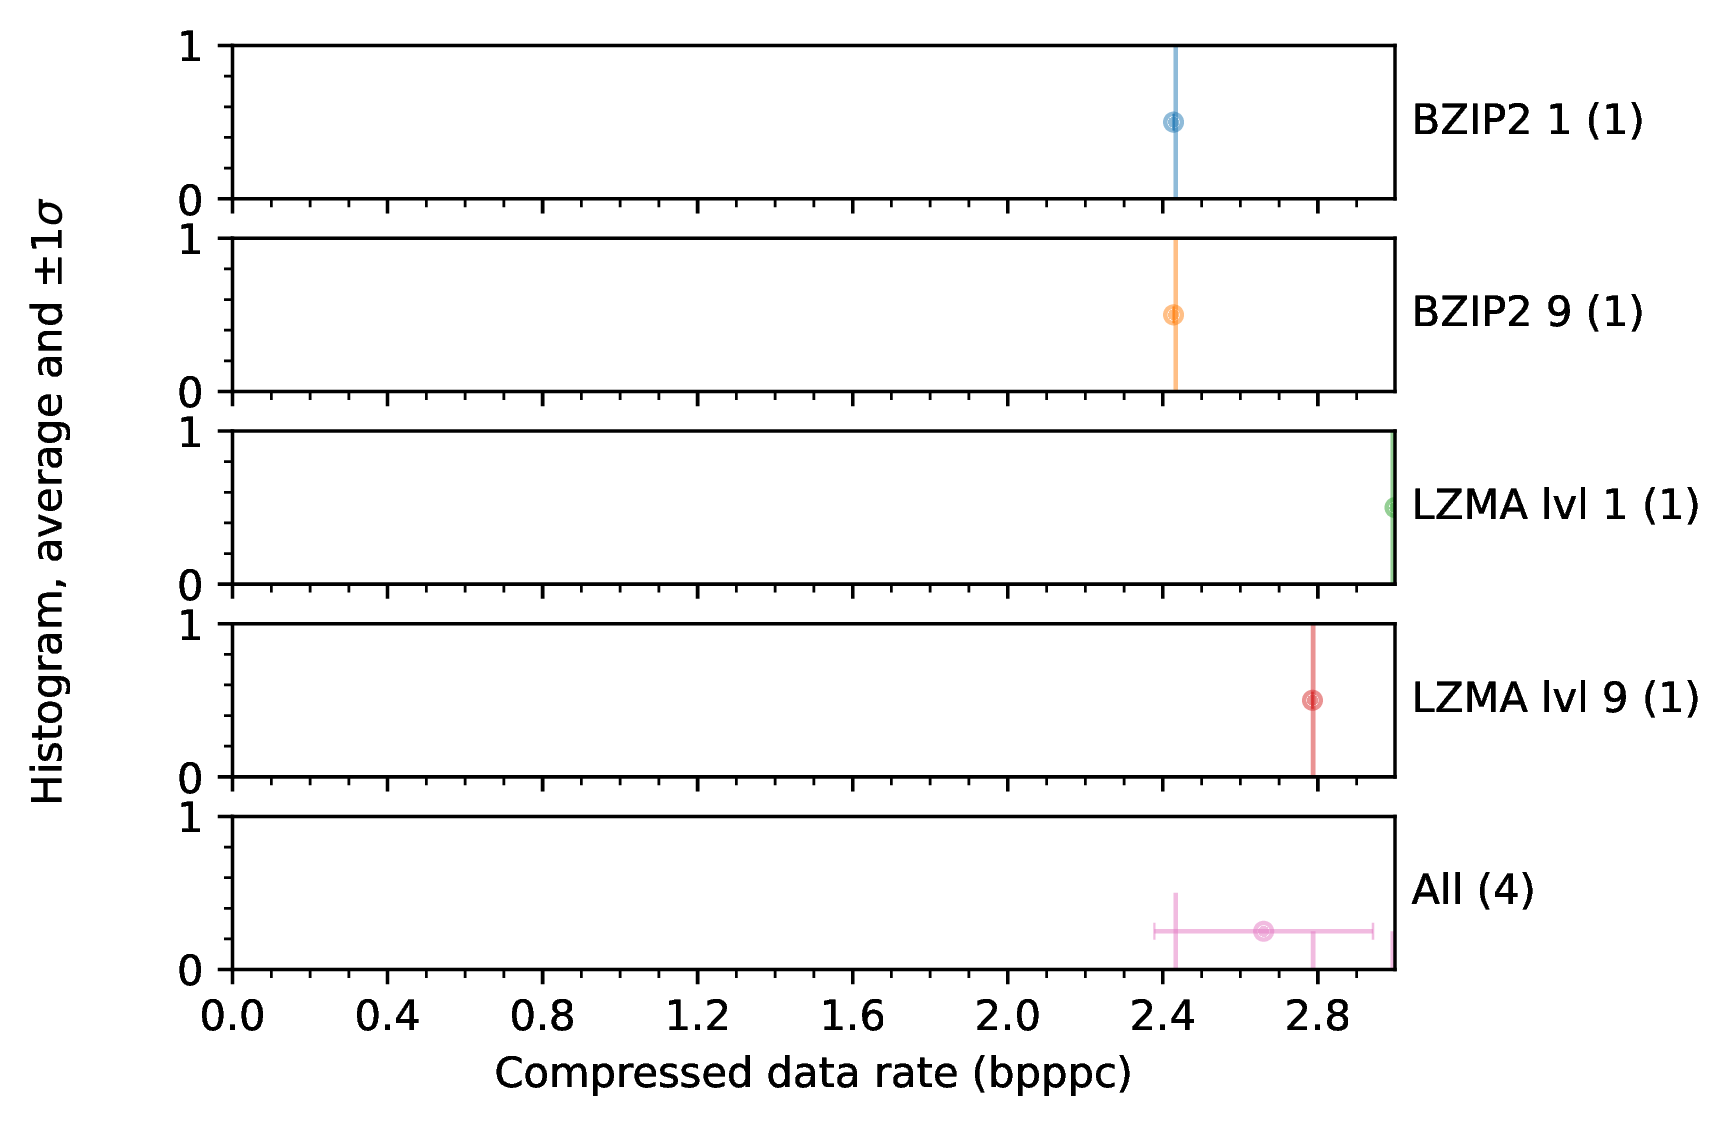 Histogram, average and ±1σ
1
0
BZIP2 1 (1)
1
0
BZIP2 9 (1)
1
0
LZMA lvl 1 (1)
1
0
LZMA lvl 9 (1)
1
0
All (4)
0.0 0.4 0.8 1.2 1.6 2.0 2.4 2.8
Compressed data rate (bpppc)